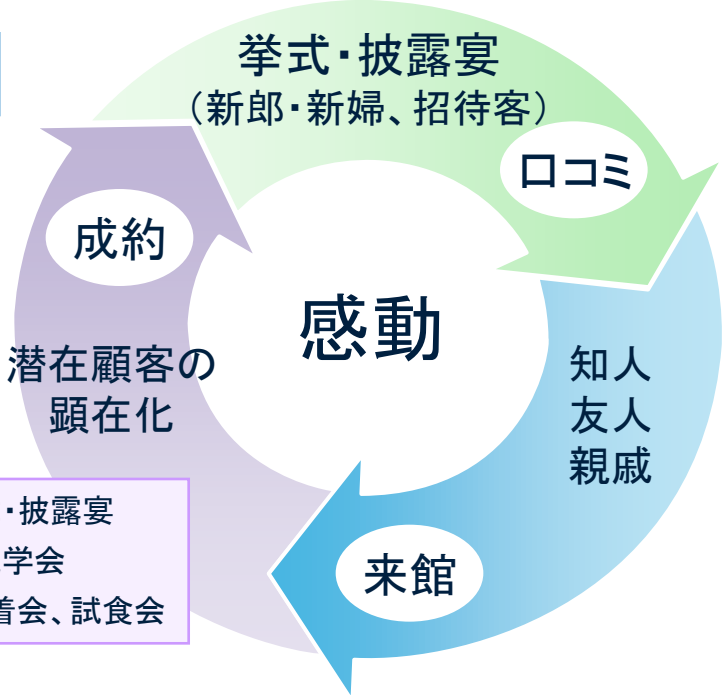 挙式・披露宴
（新郎・新婦、招待客）
口コミ
成約
感動
潜在顧客の
顕在化
知人
友人
親戚
来館
・披露宴
学会
着会、試食会